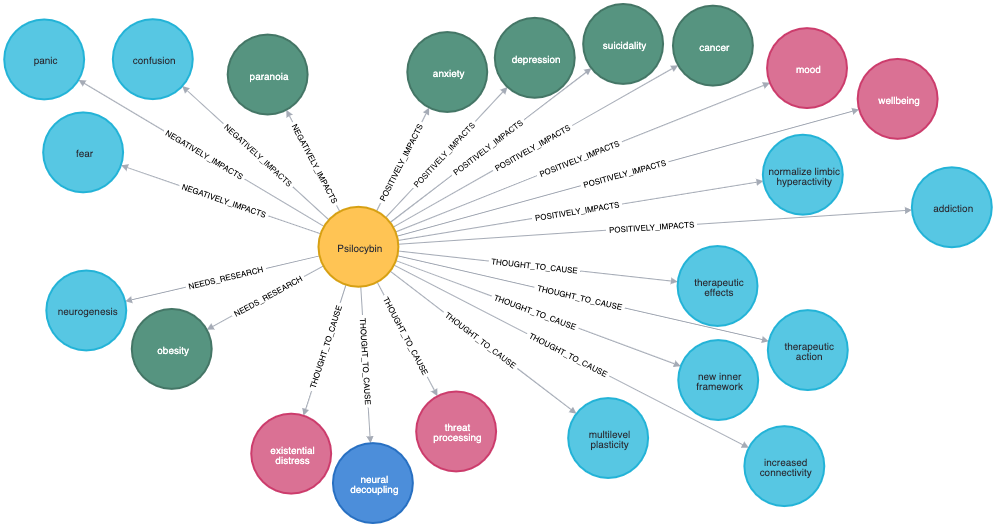 panic
confusion
paranoia
anxiety
depression
suicidality
cancer
mood
wellbeing
fear
normalize limbic
hyperactivity
addiction
Psilocybin
NEGATIVELY_IMPACTS
NEGATIVELY_IMPACTS
NEGATIVELY_IMPACTS
NEGATIVELY_IMPACTS
POSITIVELY_IMPACTS
POSITIVELY_IMPACTS
POSITIVELY_IMPACTS
POSITIVELY_IMPACTS
POSITIVELY_IMPACTS
POSITIVELY_IMPACTS
POSITIVELY_IMPACTS
POSITIVELY_IMPACTS
NEEDS_RESEARCH
NEEDS_RESEARCH
THOUGHT_TO_CAUSE
THOUGHT_TO_CAUSE
THOUGHT_TO_CAUSE
THOUGHT_TO_CAUSE
THOUGHT_TO_CAUSE
THOUGHT_TO_CAUSE
THOUGHT_TO_CAUSE
THOUGHT_TO_CAUSE
neurogenesis
obesity
therapeutic
effects
therapeutic
action
new inner
framework
existential
distress
neural
decoupling
threat
processing
multilevel
plasticity
increased
connectivity